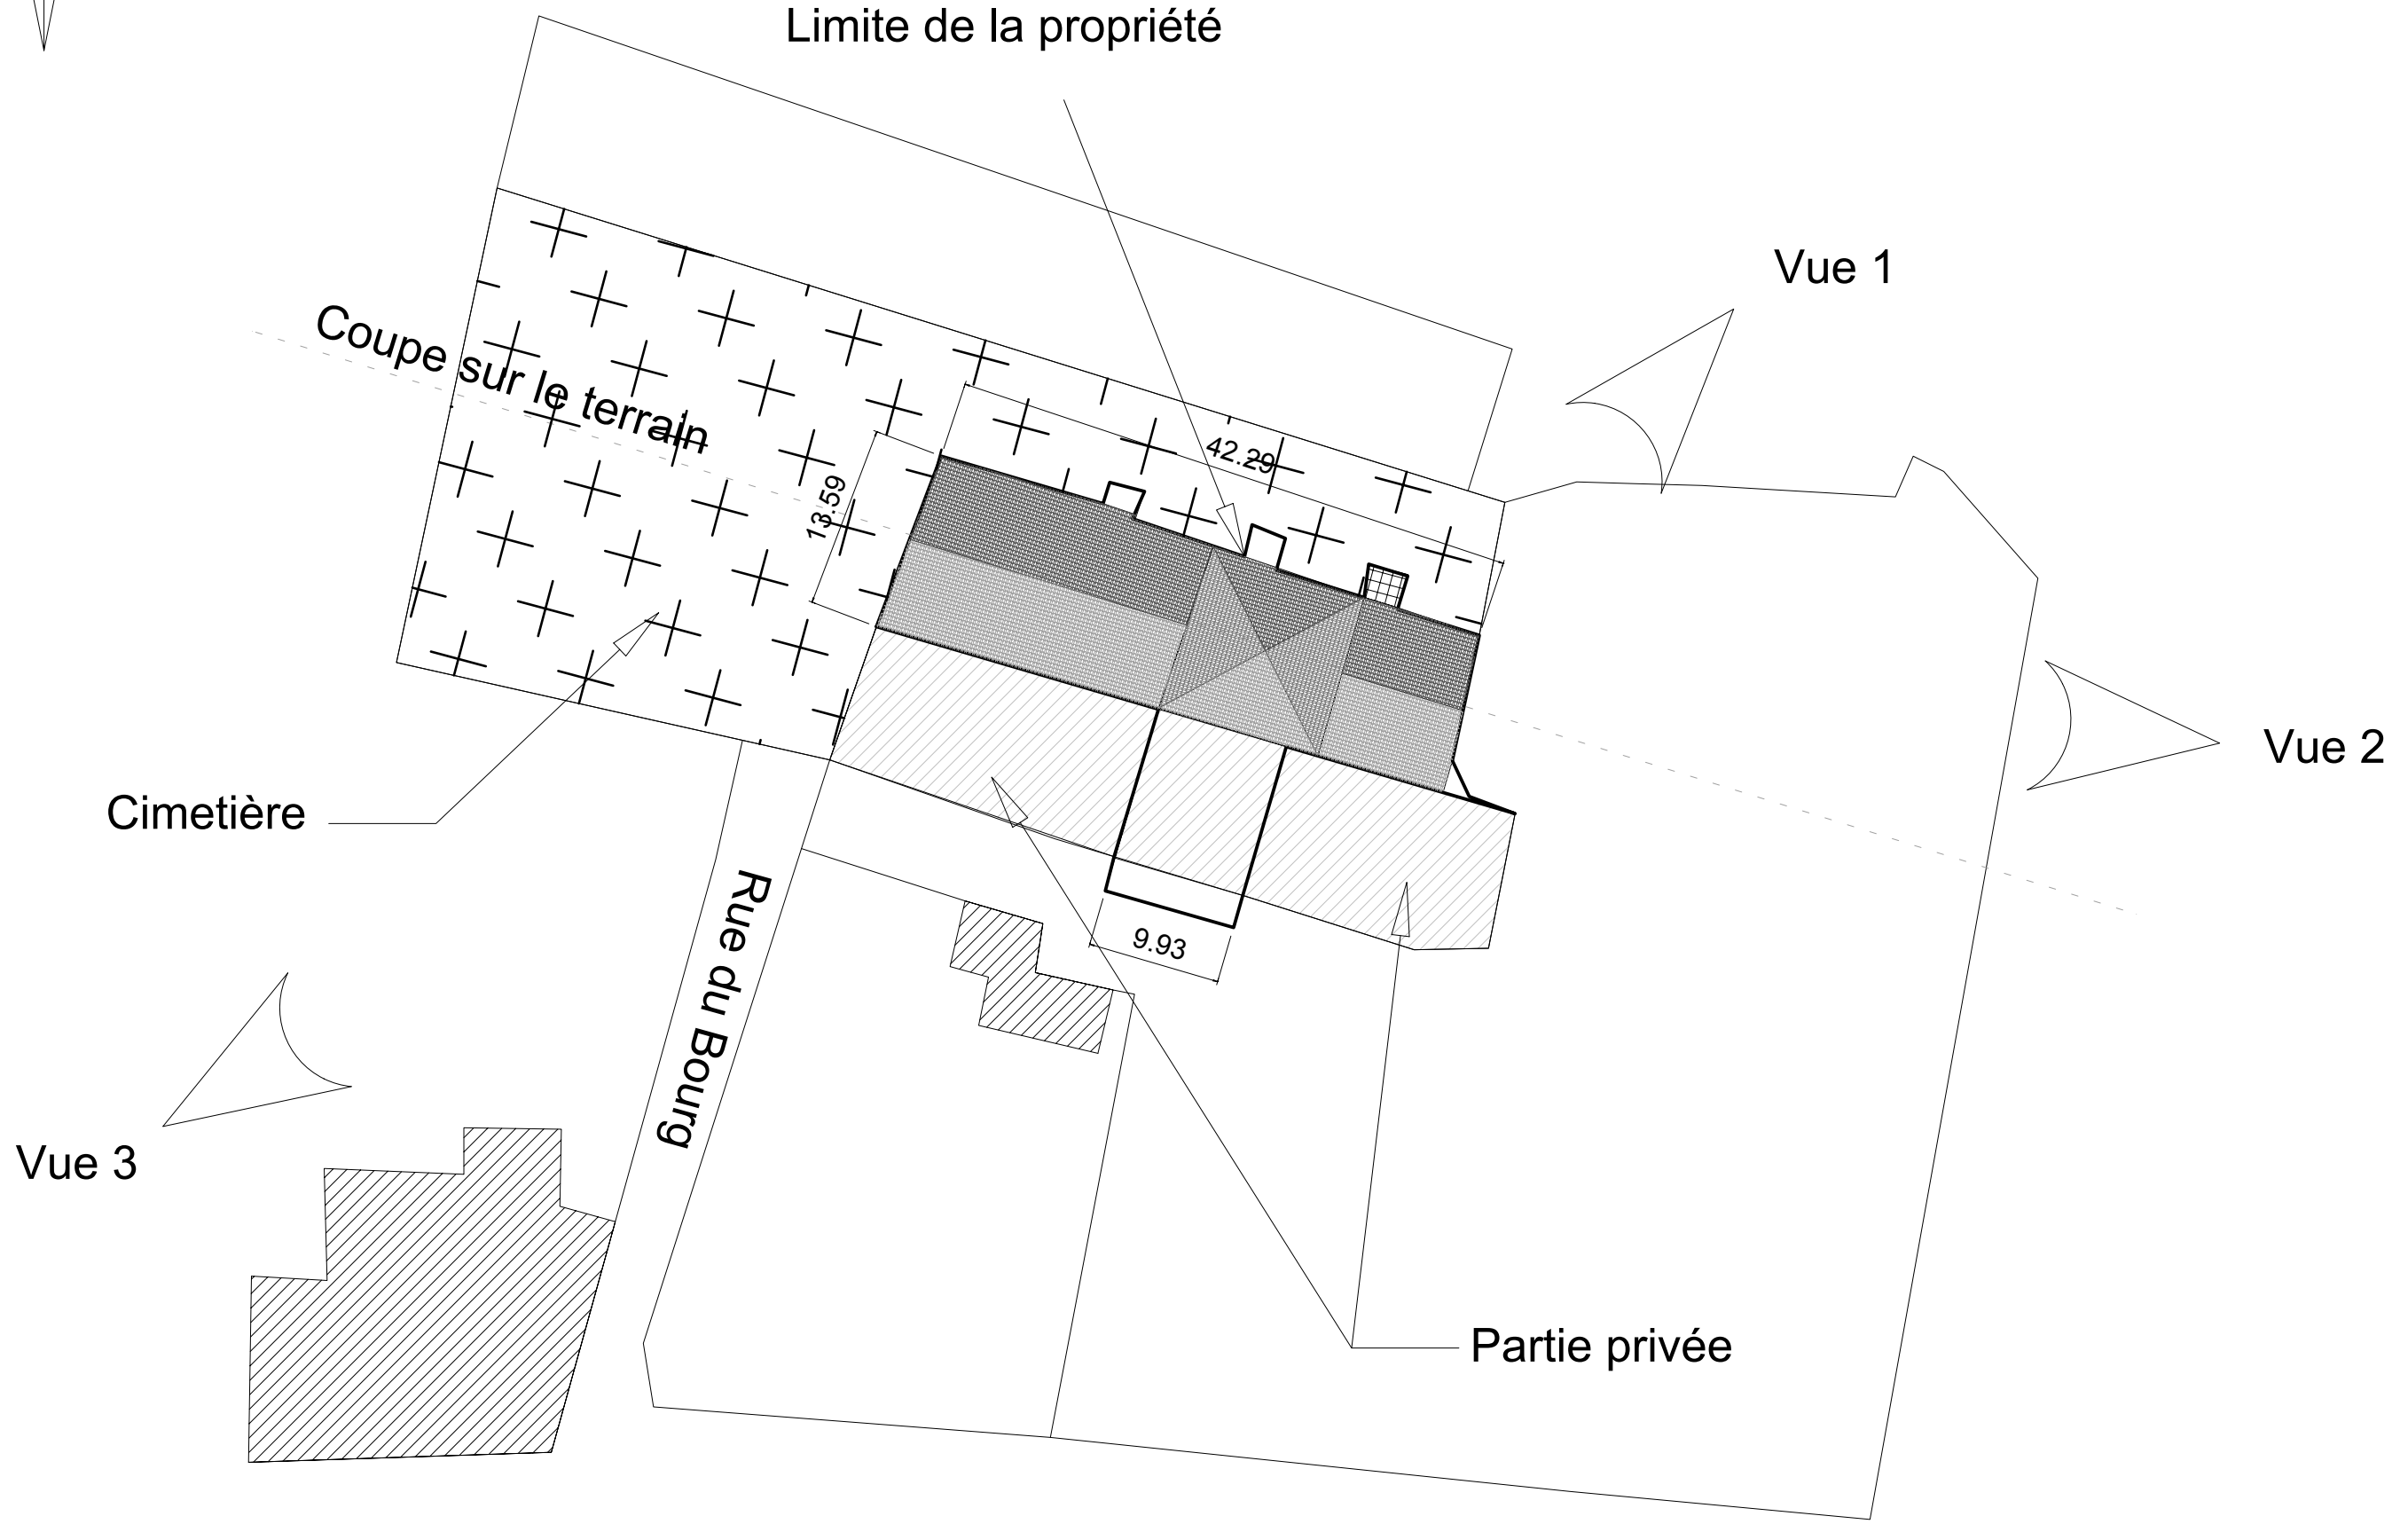 Limite de la propriété
Vue 1
Coupe sur le terrain
42.29
13.59
Vue 2
Cimetière
Rue du Bourg
9.93
Vue 3
Partie privée